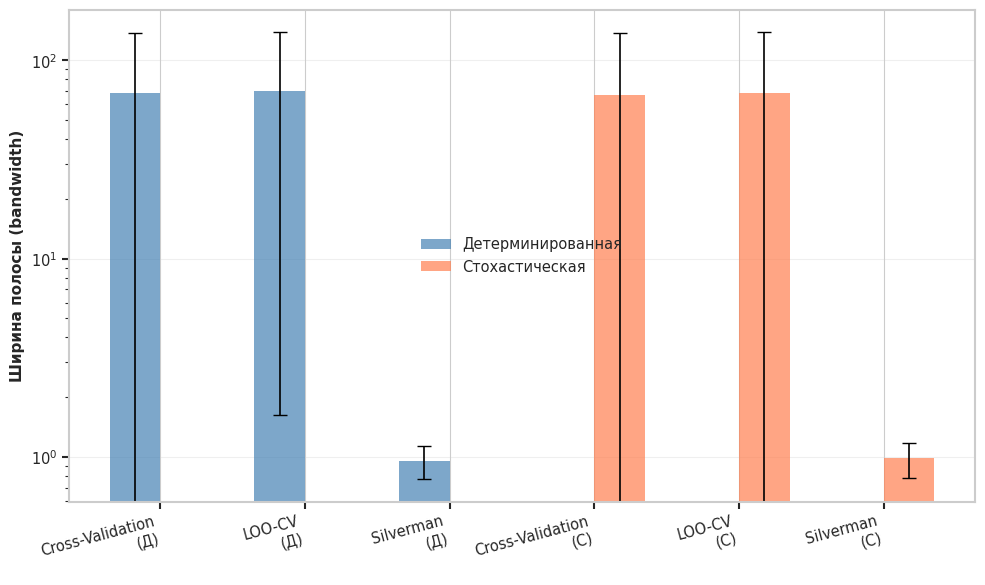 Ширина полосы (bandwidth)
10²
10¹
10⁰
Детерминированная
Стохастическая
Cross-Validation
(Д)
LOO-CV
(Д)
Silverman
(Д)
Cross-Validation
(С)
LOO-CV
(С)
Silverman
(С)